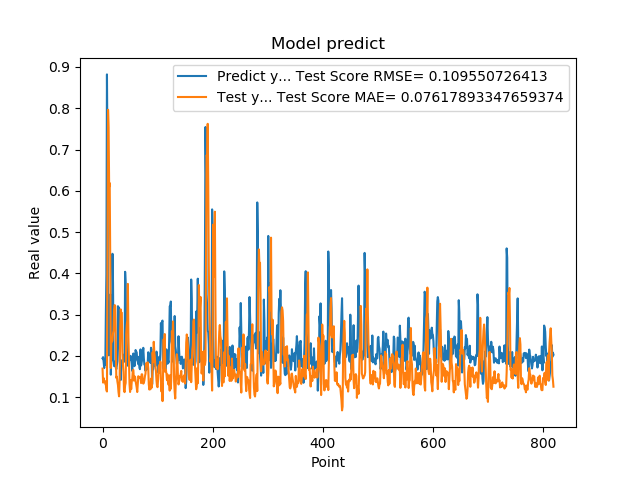 Model predict
Predict y... Test Score RMSE= 0.109550726413
Test y... Test Score MAE= 0.07617893347659374
Real value
0.9
0.8
0.7
0.6
0.5
0.4
0.3
0.2
0.1
0
200
400
600
800
Point